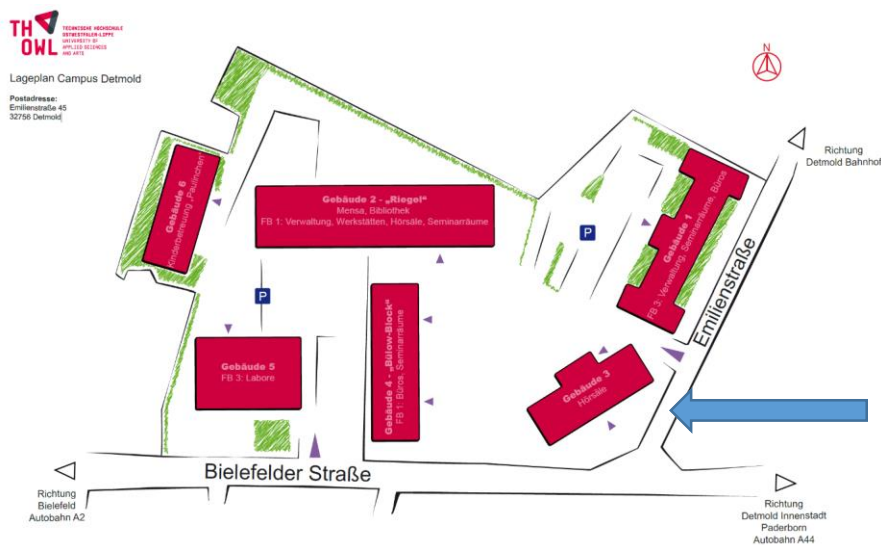 TH OWL
TECHNISCHE HOCHSCHULE
OSTWESTFALEN-LIPPE
UNIVERSITY OF
APPLIED SCIENCES
AND ARTS
Lageplan Campus Detmold
Postadresse:
Emilienstraße 45
32756 Detmold
N
Richtung
Detmold Bahnhof
Gebäude 6
Kinderbetreuung „Paulinchen“
Gebäude 2 - „Riegel“
Mensa, Bibliothek
FB 1: Verwaltung, Werkstätten, Hörsäle, Seminarräume
P
Gebäude 1
FB 3: Verwaltung, Seminarräume, Büros
Emilienstraße
P
Gebäude 5
FB 3: Labore
Gebäude 4 - „Bülow-Block“
FB 1: Büros, Seminarräume
Gebäude 3
Hörsäle
Bielefelder Straße
Richtung
Bielefeld
Autobahn A2
Richtung
Detmold Innenstadt
Paderborn
Autobahn A44